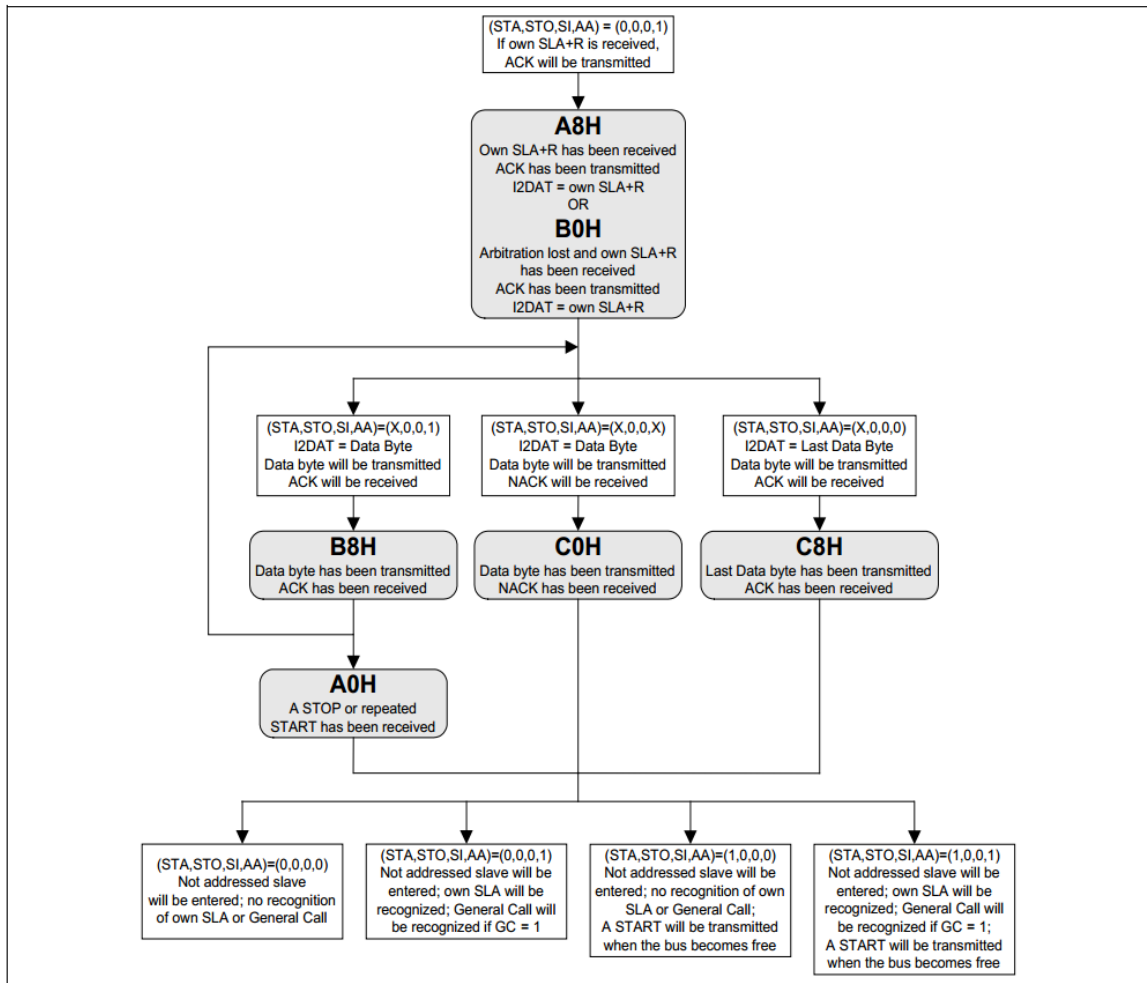 (STA,STO,SI,AA) = (0,0,0,1)
If own SLA+R is received,
ACK will be transmitted
A8H
Own SLA+R has been received
ACK has been transmitted
I2DAT = own SLA+R
OR
B0H
Arbitration lost and own SLA+R
has been received
ACK has been transmitted
I2DAT = own SLA+R
(STA,STO,SI,AA)=(X,0,0,1)
I2DAT = Data Byte
Data byte will be transmitted
ACK will be received
(STA,STO,SI,AA)=(X,0,0,X)
I2DAT = Data Byte
Data byte will be transmitted
NACK will be received
(STA,STO,SI,AA)=(X,0,0,0)
I2DAT = Last Data Byte
Data byte will be transmitted
ACK will be received
B8H
Data byte has been transmitted
ACK has been received
C0H
Data byte has been transmitted
NACK has been received
C8H
Last Data byte has been transmitted
ACK has been received
A0H
A STOP or repeated
START has been received
(STA,STO,SI,AA)=(0,0,0,0)
Not addressed slave
will be entered; no recognition
of own SLA or General Call
(STA,STO,SI,AA)=(0,0,0,1)
Not addressed slave will be
entered; own SLA will be
recognized; General Call will
be recognized if GC = 1
(STA,STO,SI,AA)=(1,0,0,0)
Not addressed slave will be
entered; no recognition of own
SLA or General Call;
A START will be transmitted
when the bus becomes free
(STA,STO,SI,AA)=(1,0,0,1)
Not addressed slave will be
entered; own SLA will be
recognized; General Call will
be recognized if GC = 1;
A START will be transmitted
when the bus becomes free